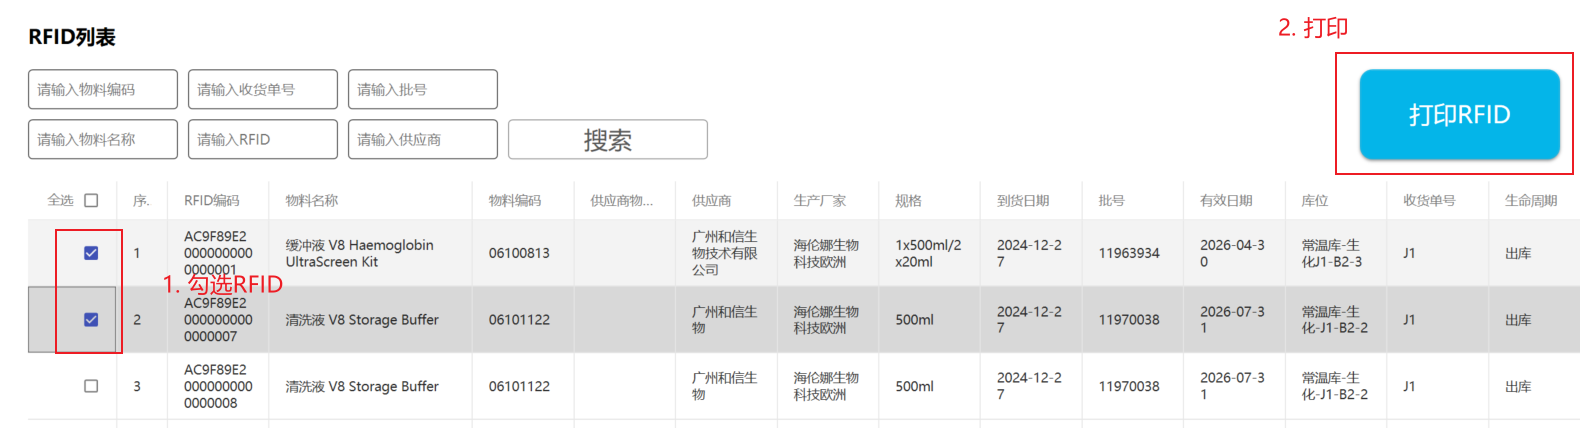 2. 打印
RFID列表
请输入物料编码 请输入收货单号 请输入批号
打印RFID
请输入物料名称 请输入RFID 请输入供应商 搜索
全选 序. RFID编码 物料名称 物料编码 供应商物... 供应商 生产厂家 规格 到货日期 批号 有效日期 库位 收货单号 生命周期
1
AC9F89E2
000000000
0000001
缓冲液 V8 Haemoglobin
UltraScreen Kit
06100813
广州和信生
物技术有限
公司
海伦娜生物
科技欧洲
1x500ml/2
x20ml
2024-12-2
7
11963934
2026-04-3
0
常温库-生
化J1-B2-3
J1
出库
1. 勾选RFID
2
AC9F89E2
000000000
0000007
清洗液 V8 Storage Buffer
06101122
广州和信生
物
海伦娜生物
科技欧洲
500ml
2024-12-2
7
11970038
2026-07-3
1
常温库-生
化-J1-B2-2
J1
出库
3
AC9F89E2
000000000
0000008
清洗液 V8 Storage Buffer
06101122
广州和信生
物
海伦娜生物
科技欧洲
500ml
2024-12-2
7
11970038
2026-07-3
1
常温库-生
化-J1-B2-2
J1
出库